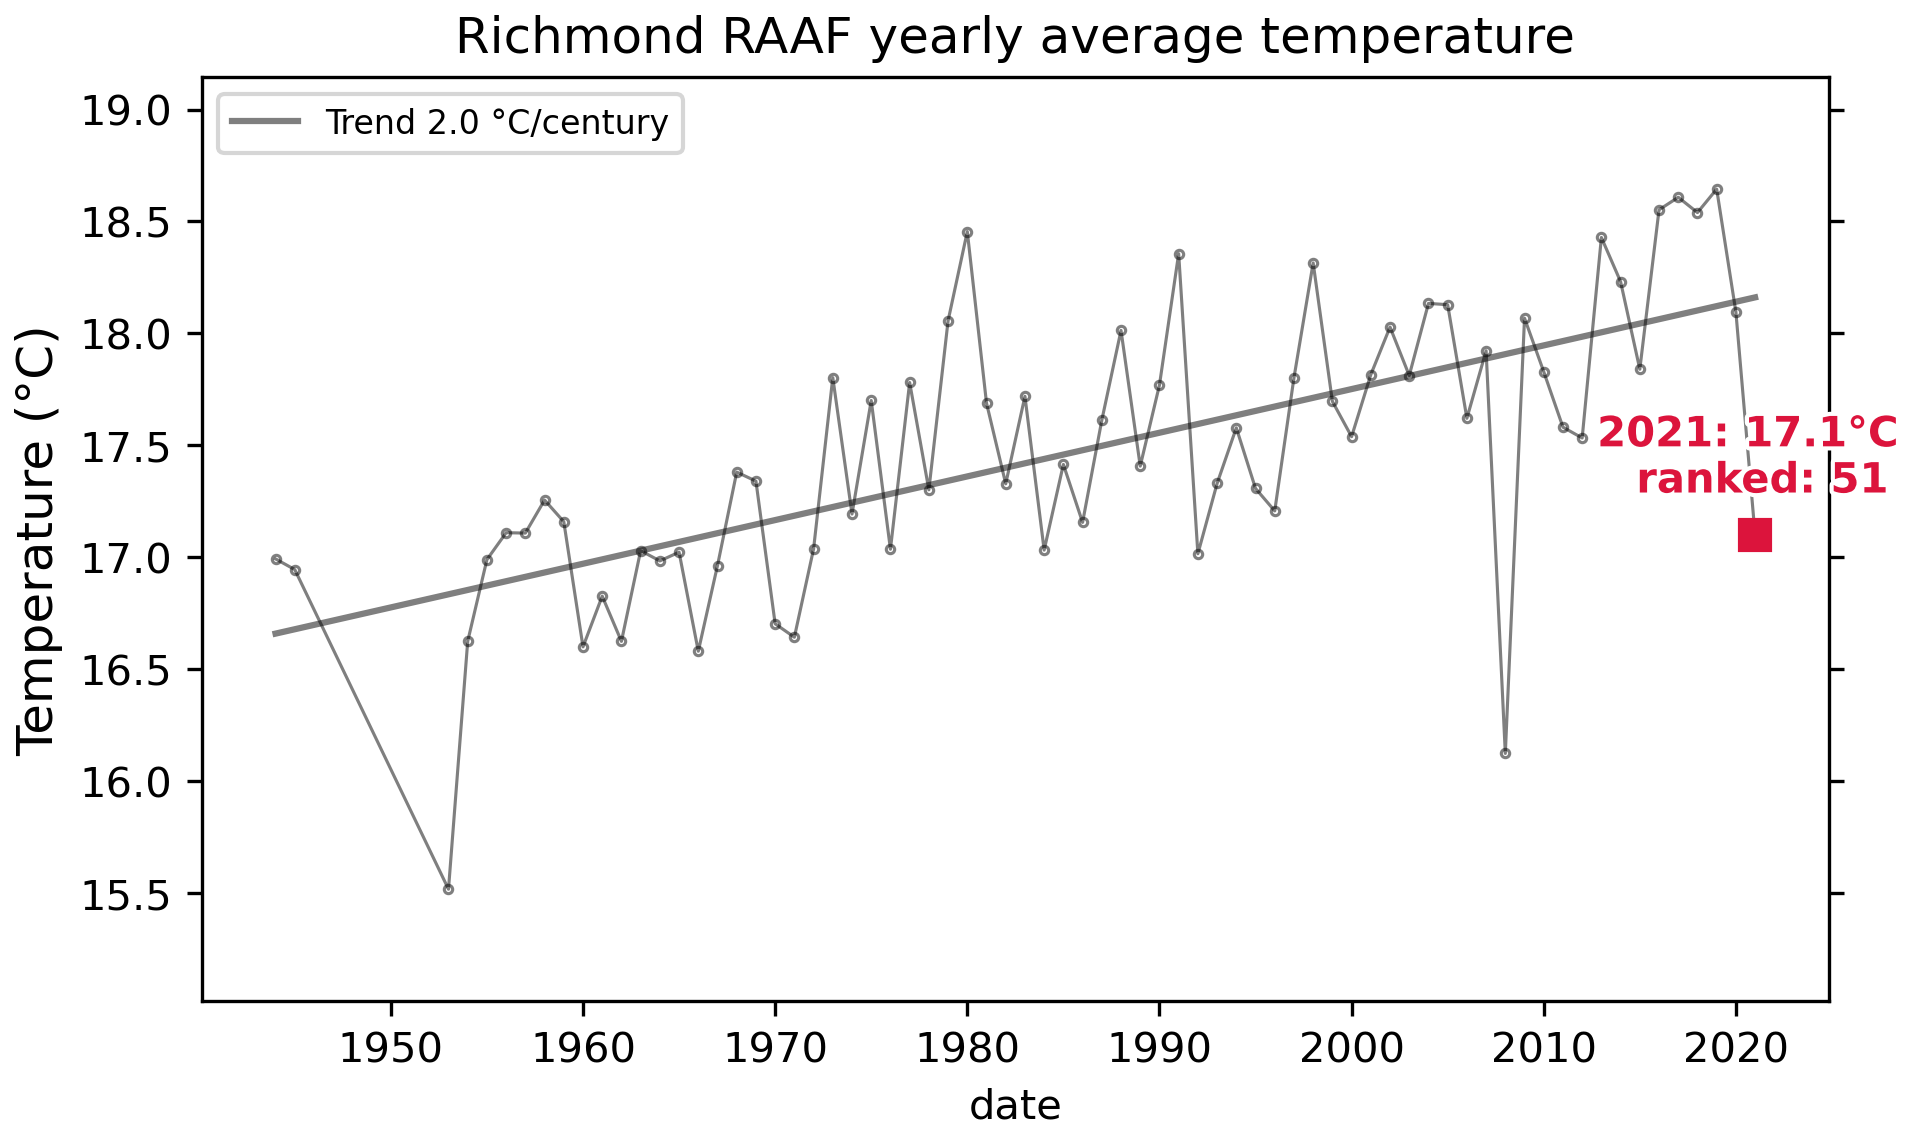 Richmond RAAF yearly average temperature
Trend 2.0 °C/century
19.0
18.5
18.0
17.5
17.0
16.5
16.0
15.5
Temperature (°C)
2021: 17.1°C
ranked: 51
1950 1960 1970 1980 1990 2000 2010 2020
date